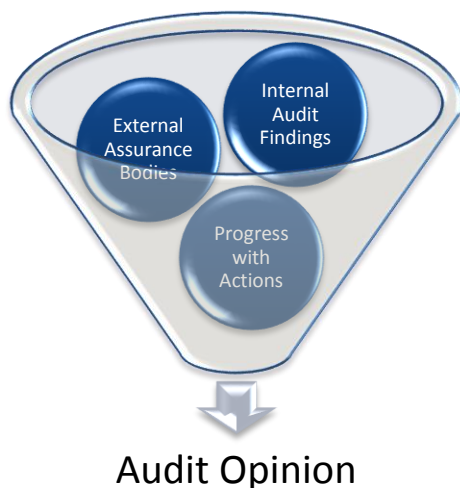 Internal
Audit
Findings
External
Assurance
Bodies
Progress
with
Actions
Audit Opinion